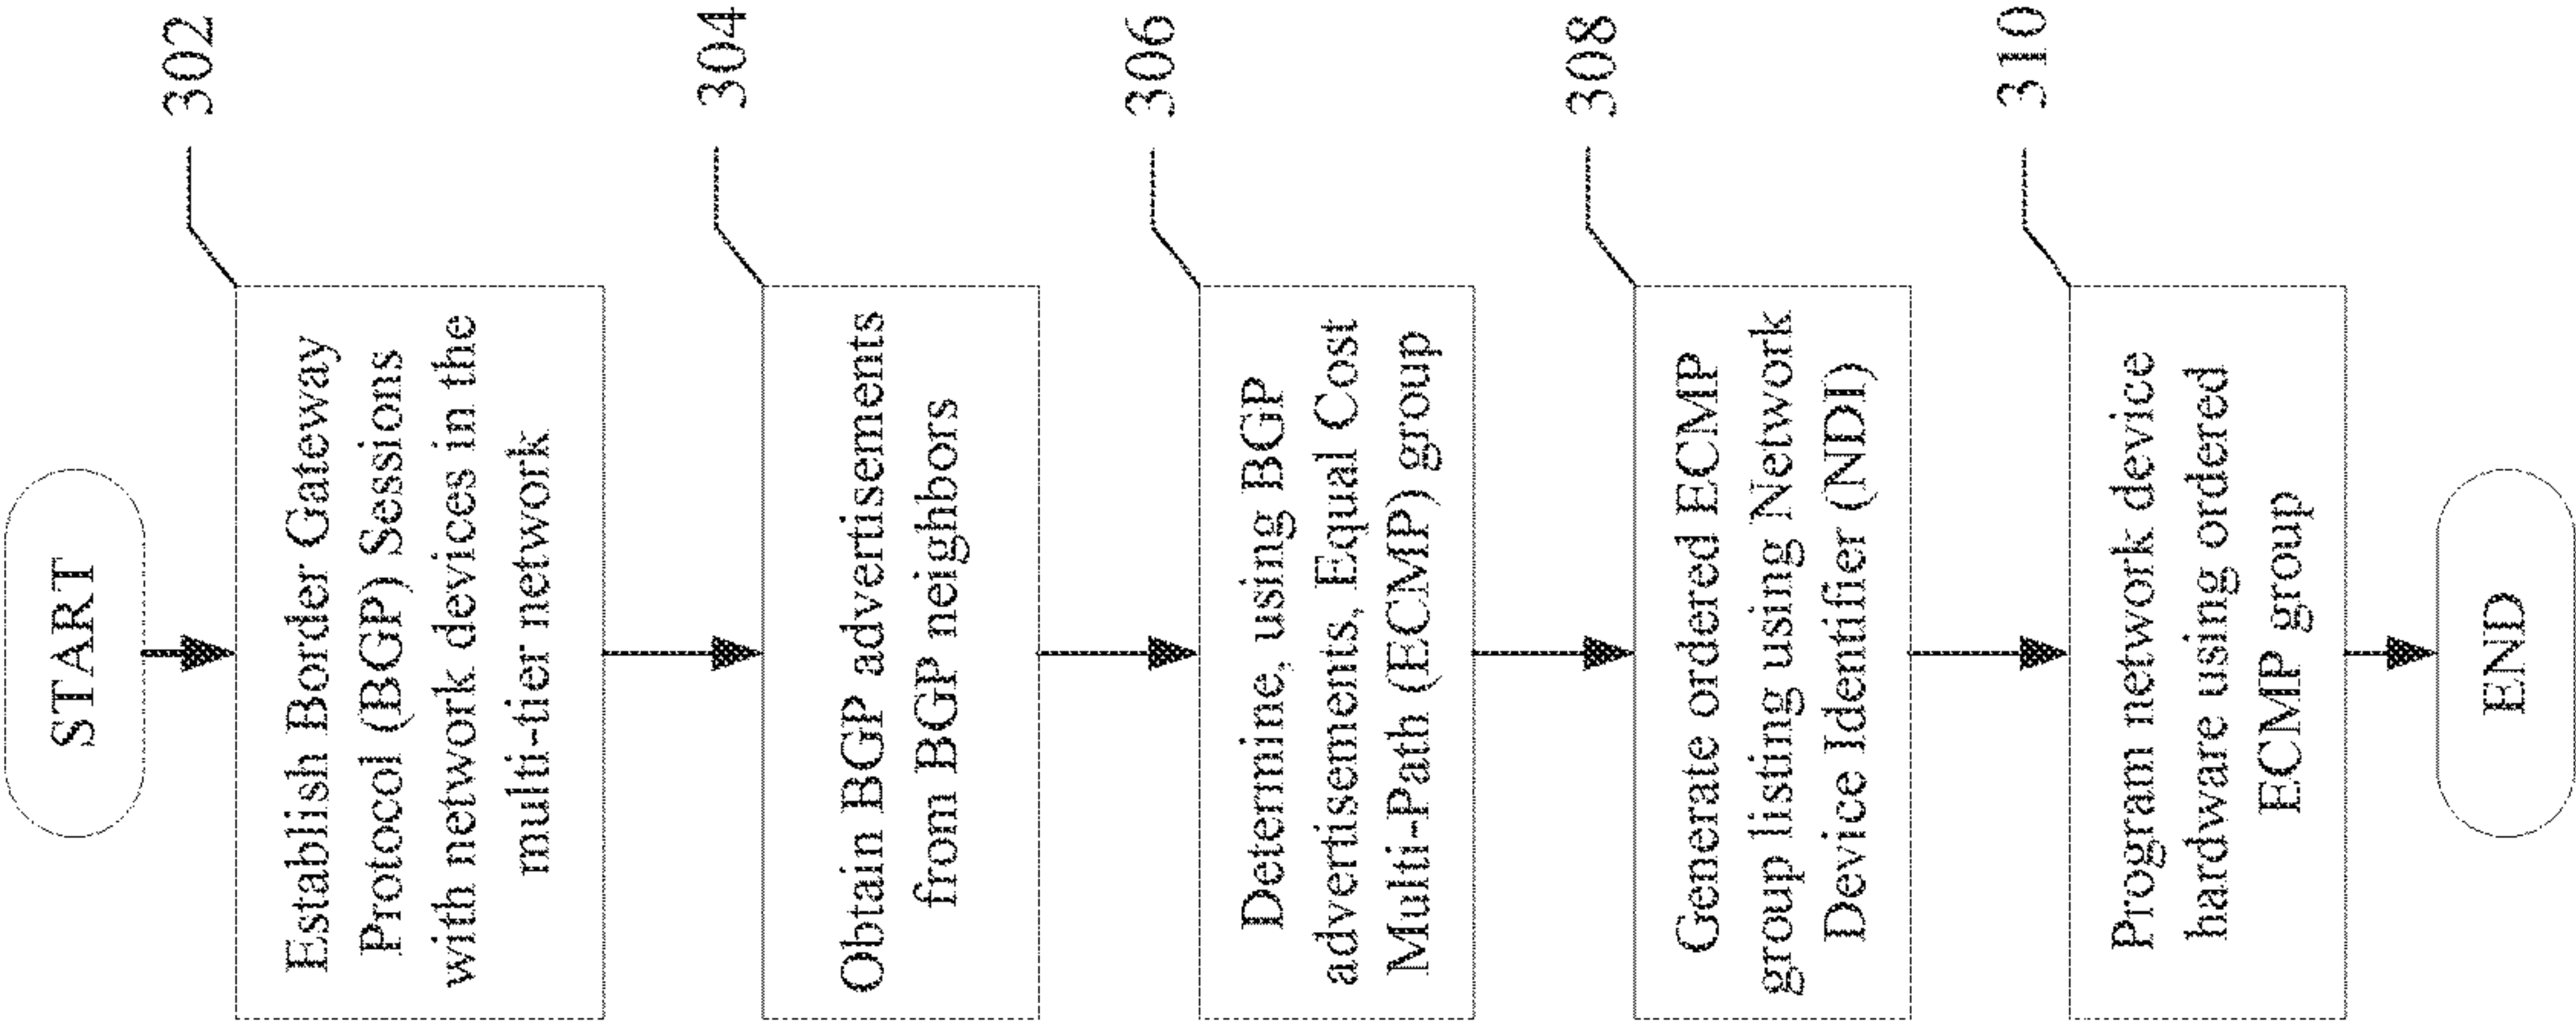 START
302
Establish Border Gateway
Protocol (BGP) Sessions
with network devices in the
multi-tier network
304
Obtain BGP advertisements
from BGP neighbors
306
Determine, using BGP
advertisements, Equal Cost
Multi-Path (ECMP) group
308
Generate ordered ECMP
group listing using Network
Device Identifier (NDI)
310
Program network device
hardware using ordered
ECMP group
END